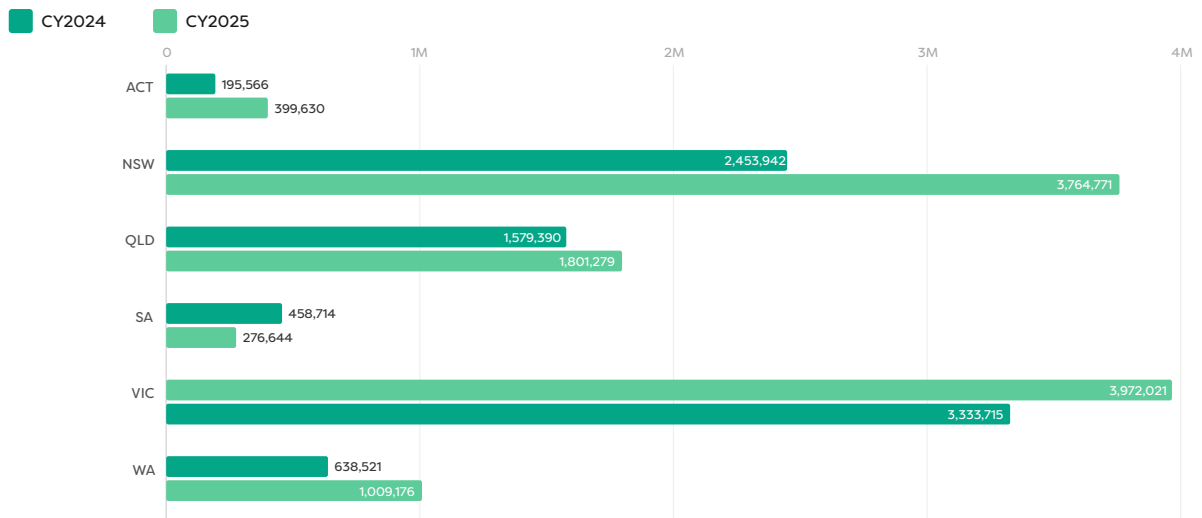 CY2024 CY2025
0 1M 2M 3M 4M
ACT 195,566
399,630
NSW 2,453,942
3,764,771
QLD 1,579,390
1,801,279
SA 458,714
276,644
VIC 3,972,021
3,333,715
WA 638,521
1,009,176